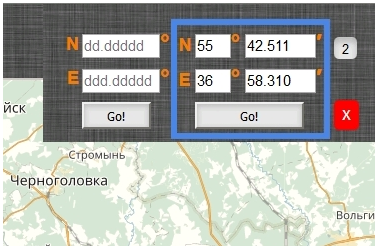 N dd.ddddd ° N 55 ° 42.511 ′ 2
E ddd.ddddd ° E 36 ° 58.310 ′
Go! Go! X
йск
Стромынь
Черноголовка
Вольги